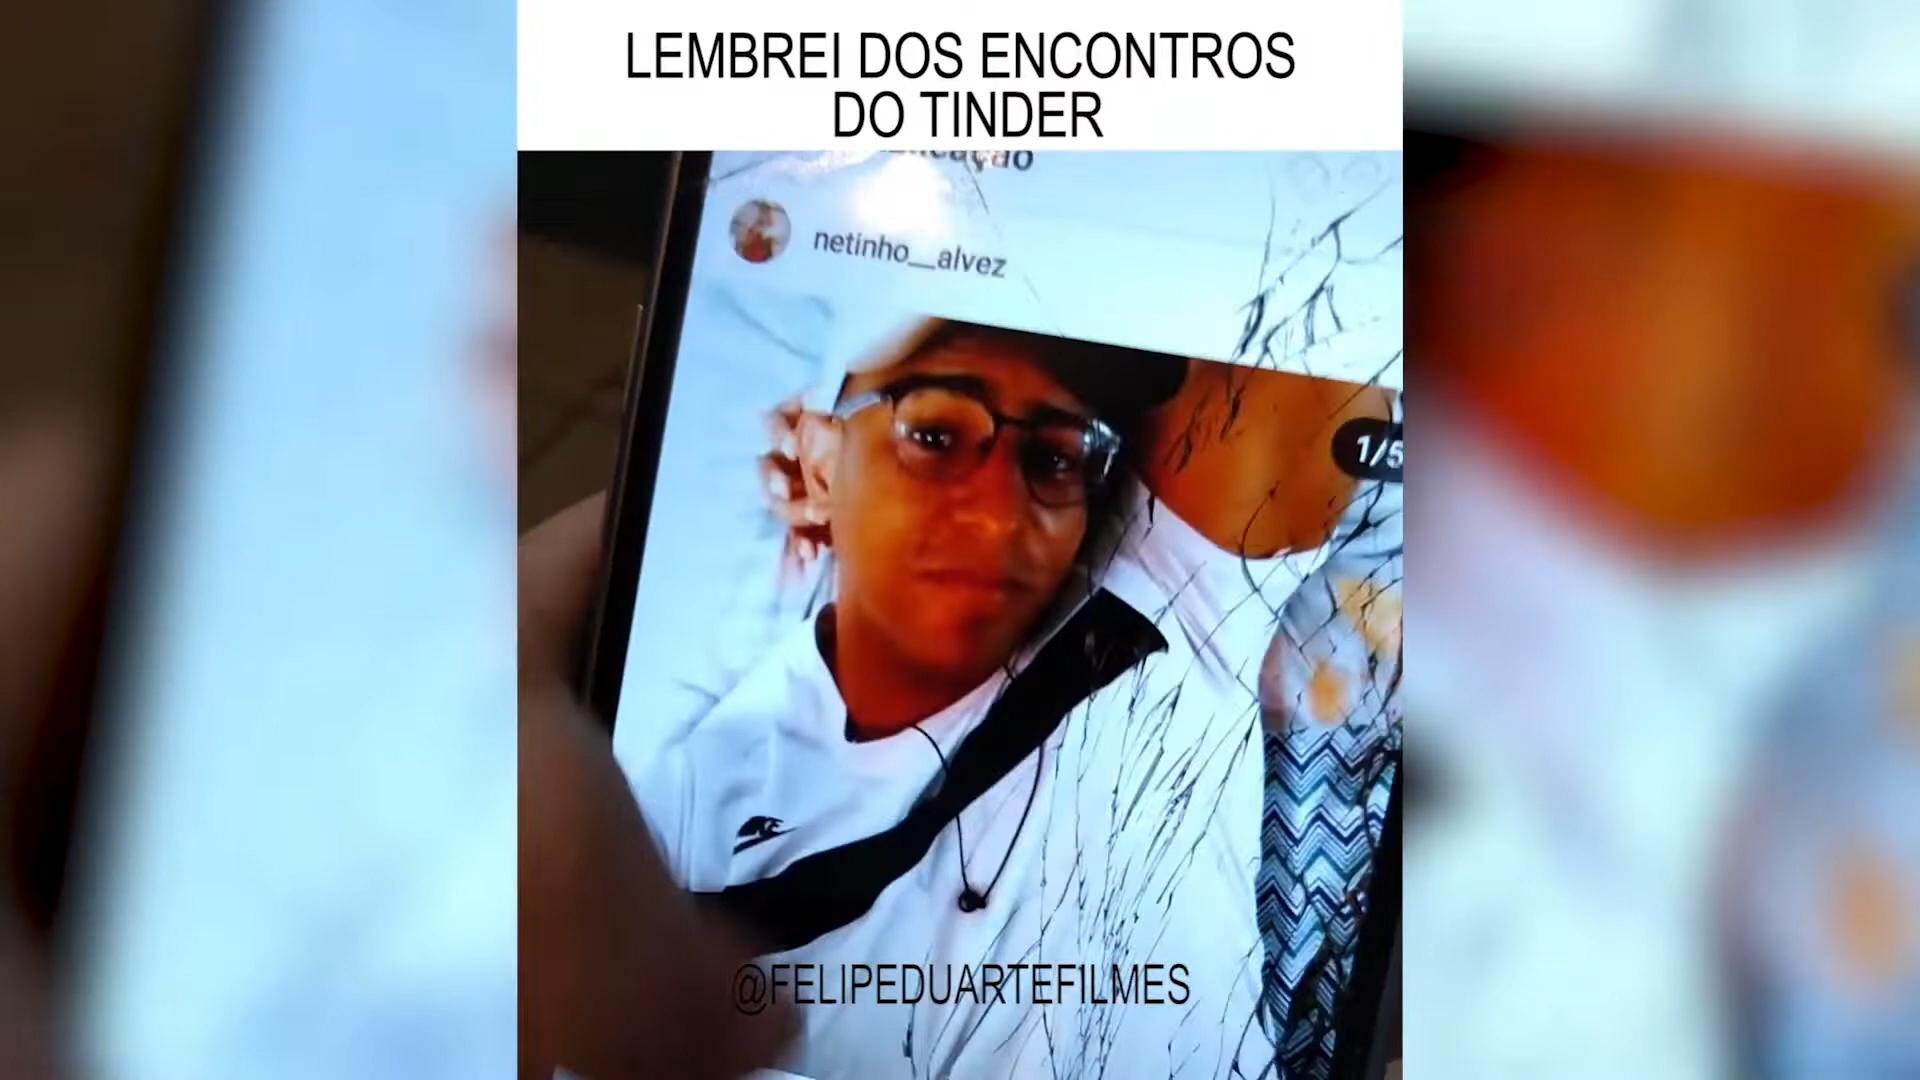 LEMBREI DOS ENCONTROS
DO TINDER
netinho__alvez
1/5
@FELIPEDUARTEFILMES